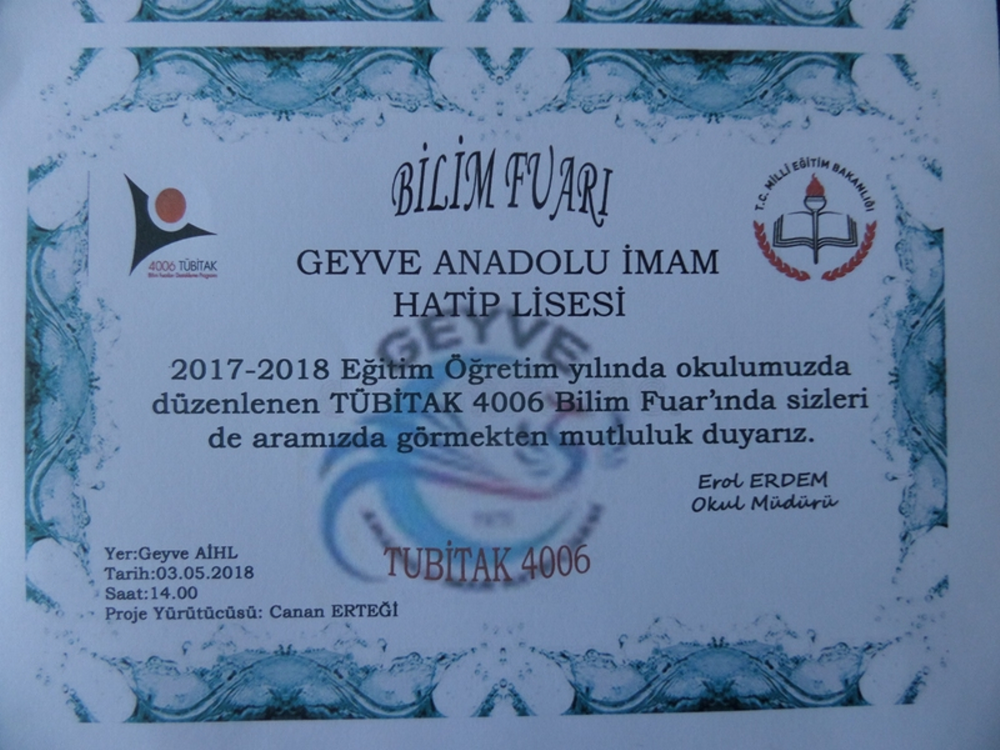 BİLİM FUARI
T.C. MİLLİ EĞİTİM BAKANLIĞI
4006 TÜBİTAK
GEYVE ANADOLU İMAM
HATİP LİSESİ
GEYVE
2017-2018 Eğitim Öğretim yılında okulumuzda
düzenlenen TÜBİTAK 4006 Bilim Fuar'ında sizleri
de aramızda görmekten mutluluk duyarız.
Erol ERDEM
Okul Müdürü
TUBİTAK 4006
Yer:Geyve AİHL
Tarih:03.05.2018
Saat:14.00
Proje Yürütücüsü: Canan ERTEĞİ